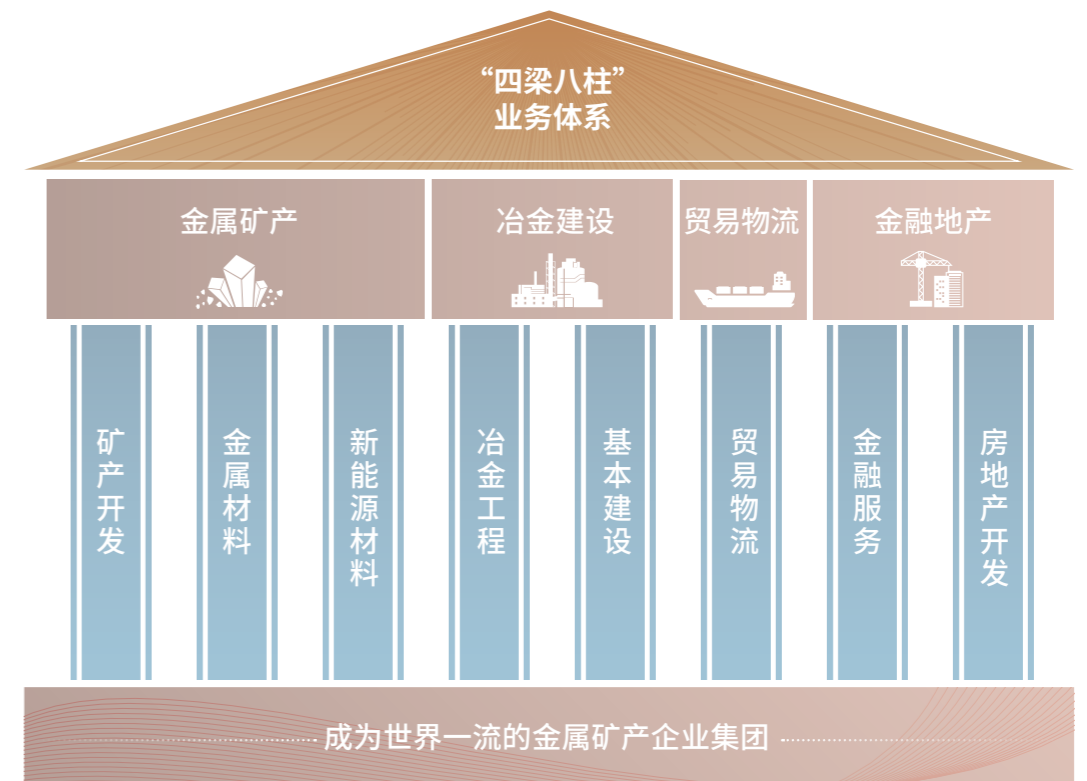 “四梁八柱”
业务体系
金属矿产
冶金建设
贸易物流
金融地产
矿产开发
金属材料
新能源材料
冶金工程
基本建设
贸易物流
金融服务
房地产开发
成为世界一流的金属矿产企业集团